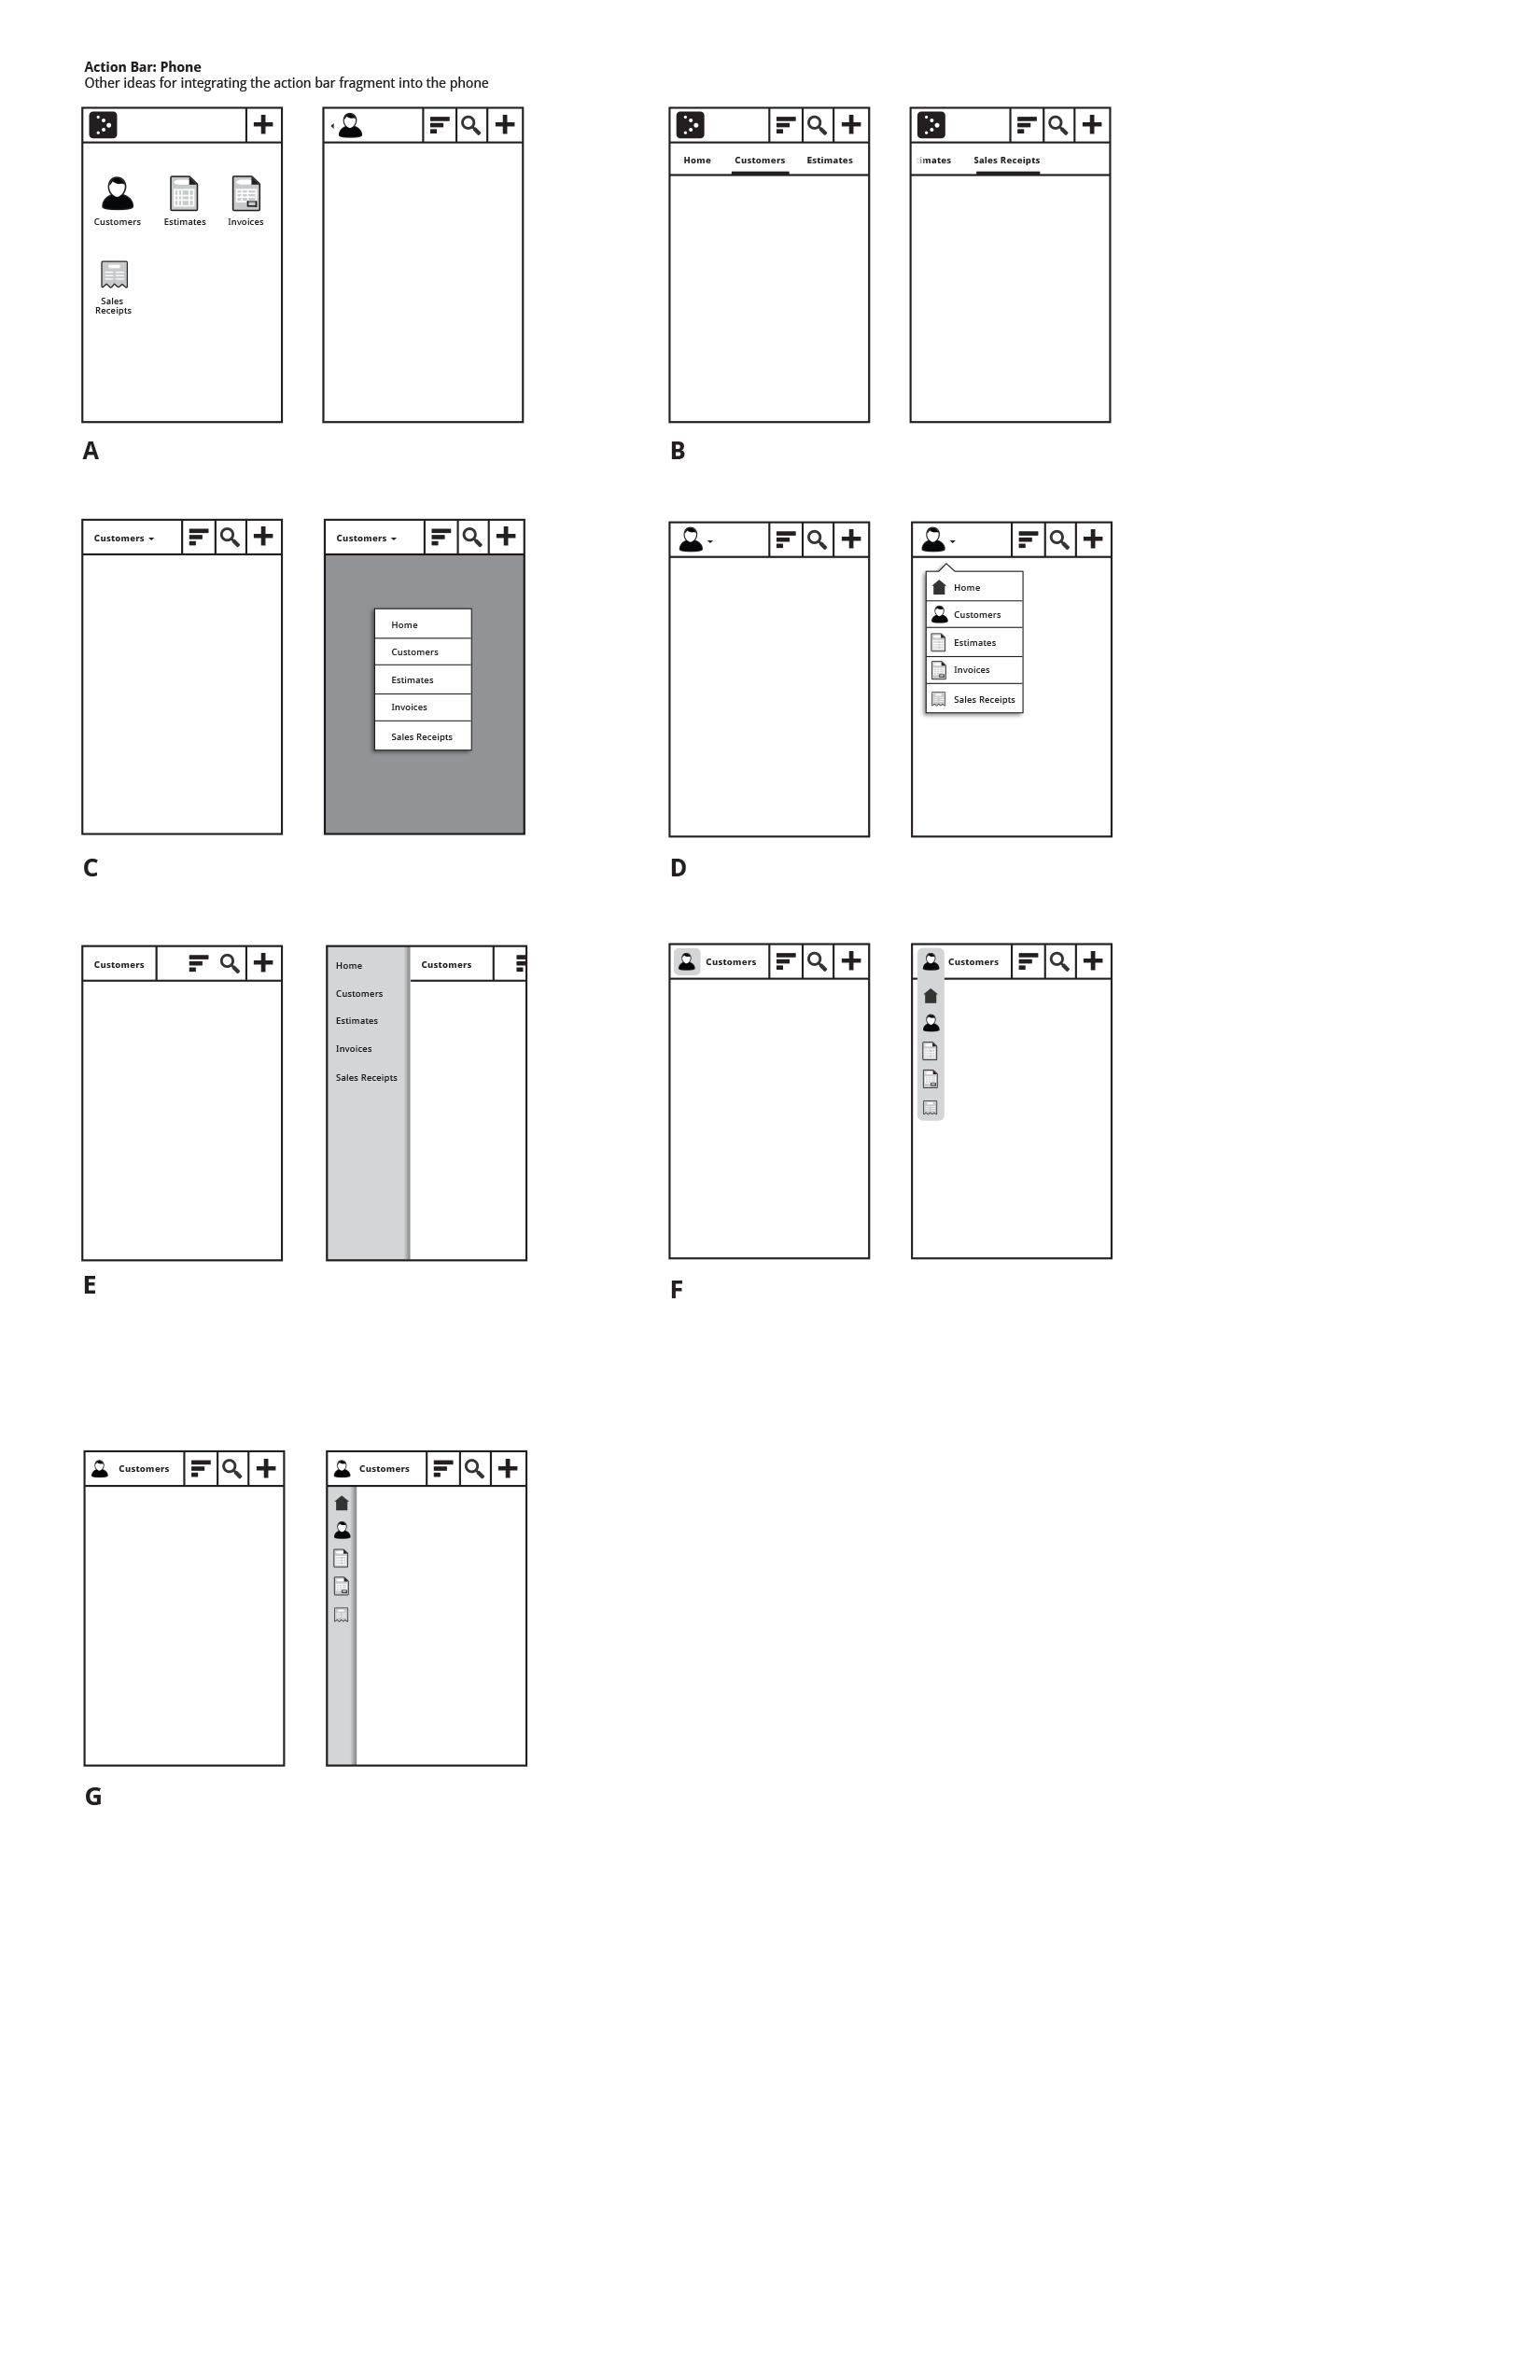 Action Bar: Phone
Other ideas for integrating the action bar fragment into the phone
Customers
Estimates
Invoices
Sales
Receipts
A
Home
Customers
Estimates
imates
Sales Receipts
B
Customers
Customers
Home
Customers
Estimates
Invoices
Sales Receipts
C
Home
Customers
Estimates
Invoices
Sales Receipts
D
Customers
Home
Customers
Estimates
Invoices
Sales Receipts
Customers
E
Customers
Customers
F
Customers
Customers
G